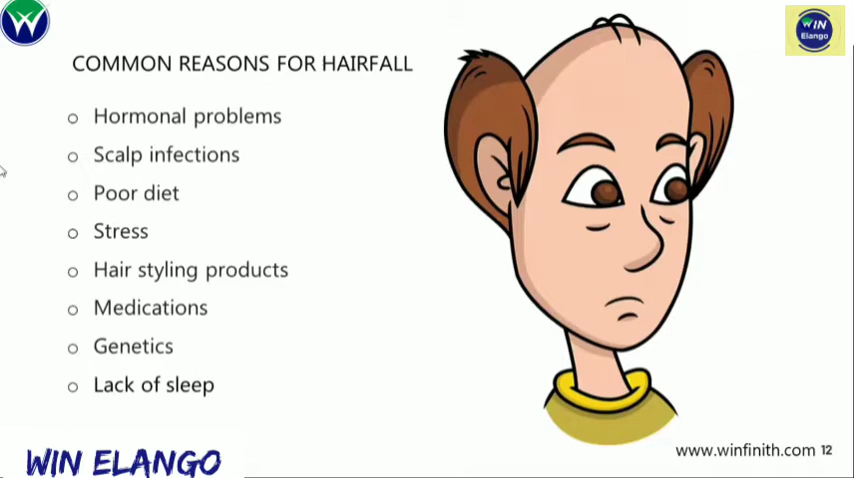 WIN
Elango
COMMON REASONS FOR HAIRFALL
Hormonal problems
Scalp infections
Poor diet
Stress
Hair styling products
Medications
Genetics
Lack of sleep
www.winfinith.com 12
WIN ELANGO